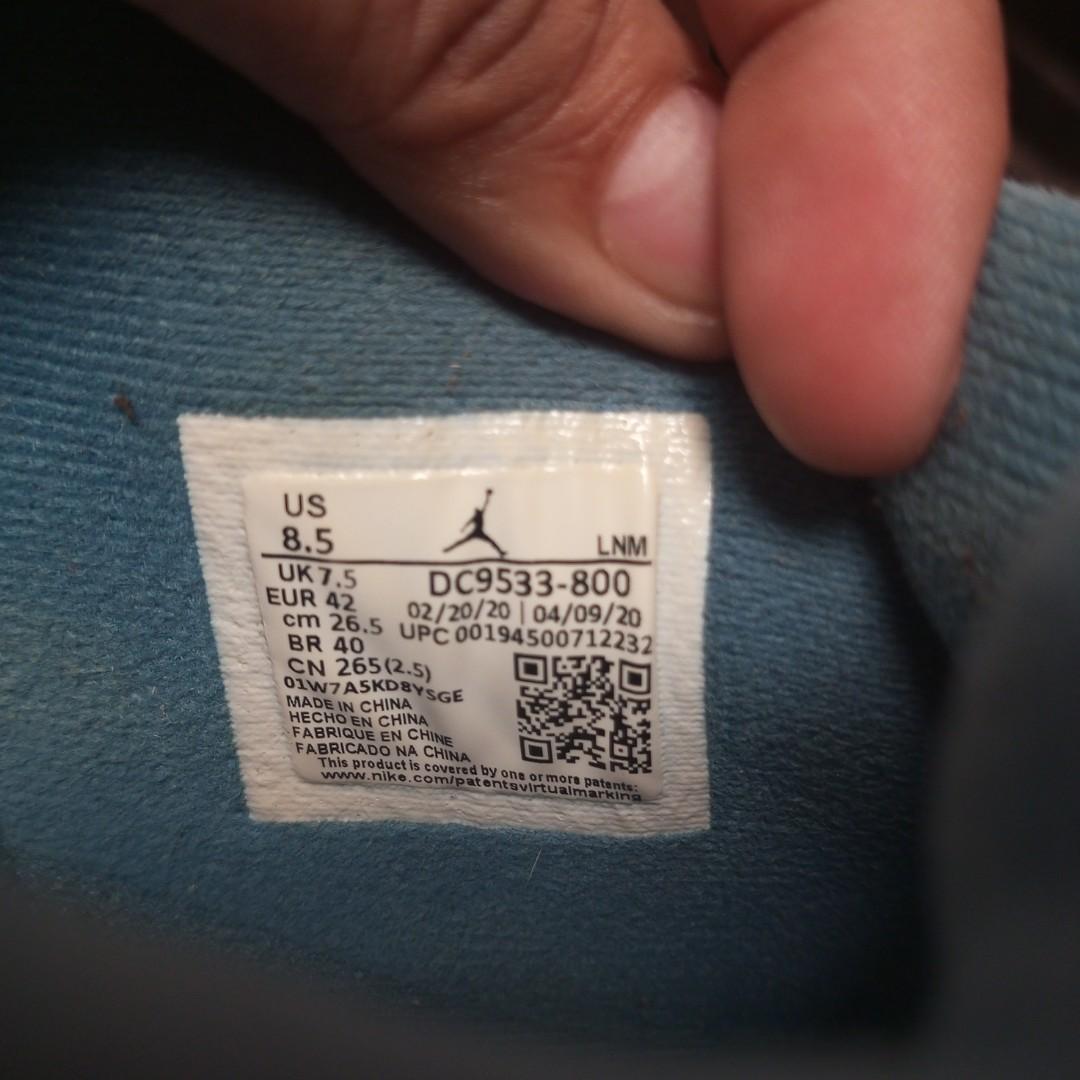 US
8.5
LNM
UK 7.5
DC9533-800
EUR 42
02/20/20 | 04/09/20
cm 26.5
UPC 00194500712232
BR 40
CN 265(2.5)
01W7A5KD8YSGE
MADE IN CHINA
HECHO EN CHINA
FABRIQUE EN CHINE
FABRICADO NA CHINA
This product is covered by one or more patents:
www.nike.com/patentsvirtualmarking